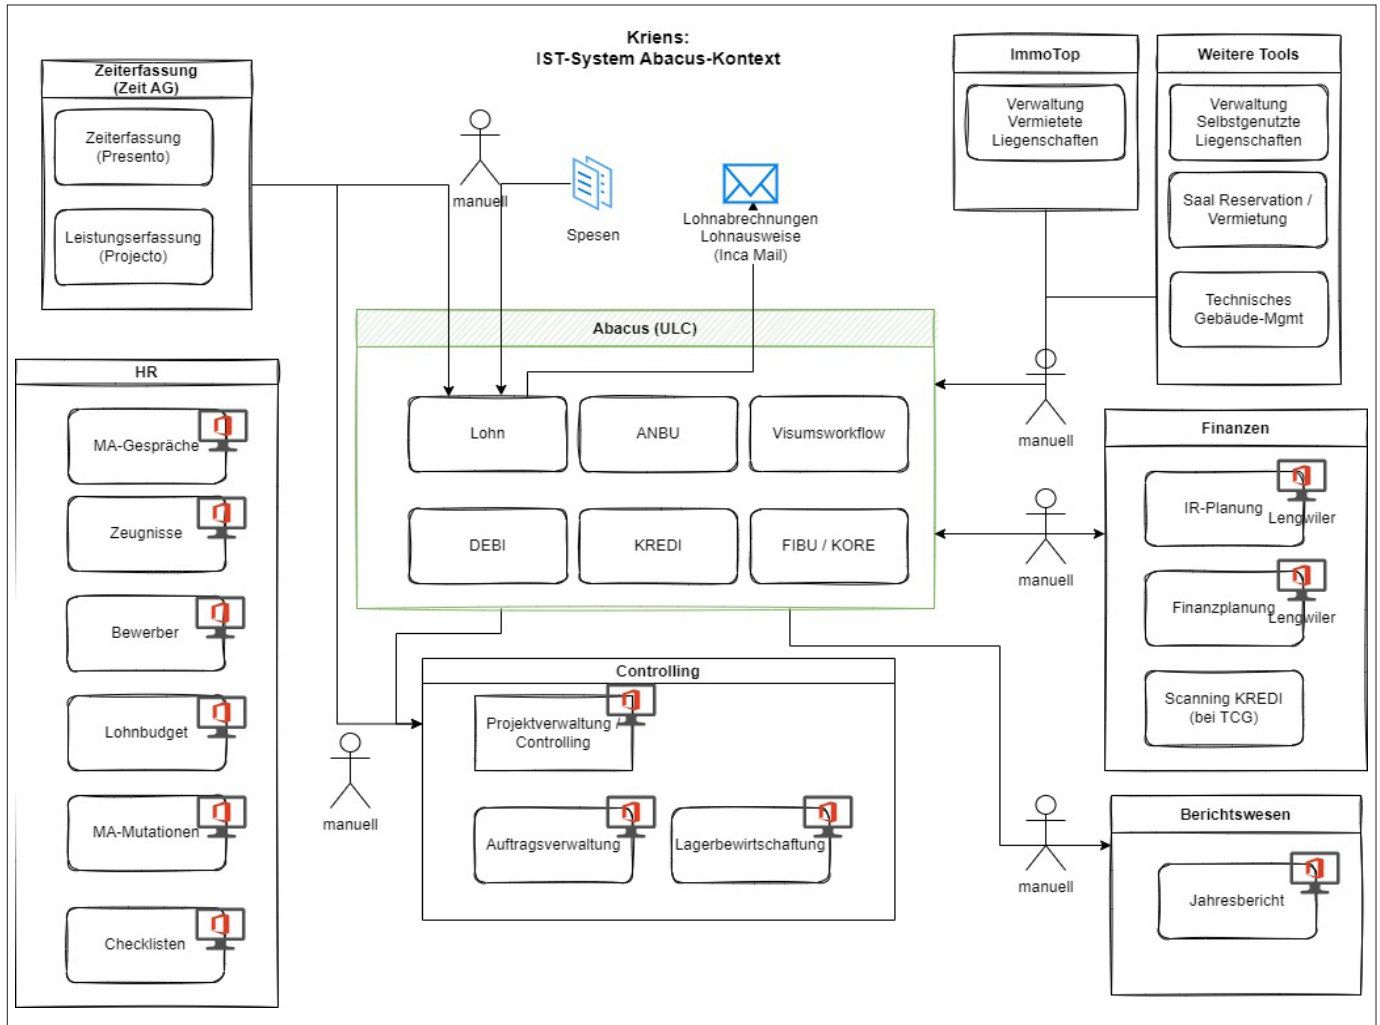 Kriens:
IST-System Abacus-Kontext
Zeiterfassung
(Zeit AG)
Zeiterfassung
(Presento)
Leistungserfassung
(Projecto)
manuell
Spesen
Lohnabrechnungen
Lohnausweise
(Inca Mail)
ImmoTop
Verwaltung
Vermietete
Liegenschaften
Weitere Tools
Verwaltung
Selbstgenutzte
Liegenschaften
Saal Reservation /
Vermietung
Technisches
Gebäude-Mgmt
manuell
Abacus (ULC)
Lohn
ANBU
Visumsworkflow
DEBI
KREDI
FIBU / KORE
HR
MA-Gespräche
Zeugnisse
Bewerber
Lohnbudget
MA-Mutationen
Checklisten
manuell
Finanzen
IR-Planung
Lengwiler
Finanzplanung
Lengwiler
Scanning KREDI
(bei TCG)
Controlling
Projektverwaltung /
Controlling
Auftragsverwaltung
Lagerbewirtschaftung
manuell
manuell
Berichtswesen
Jahresbericht